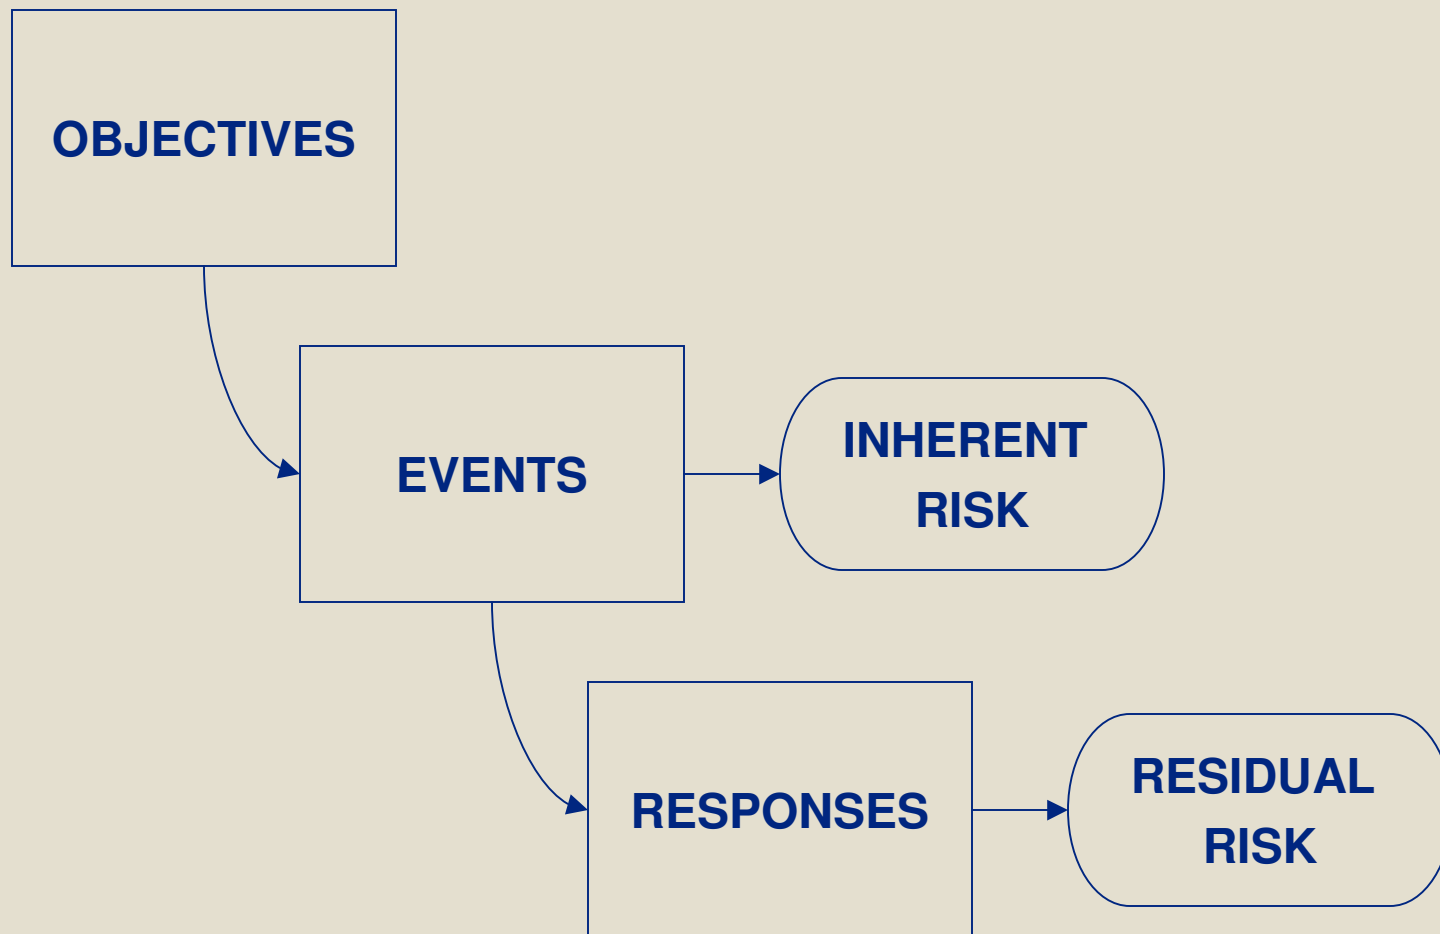 OBJECTIVES
EVENTS
INHERENT
RISK
RESPONSES
RESIDUAL
RISK